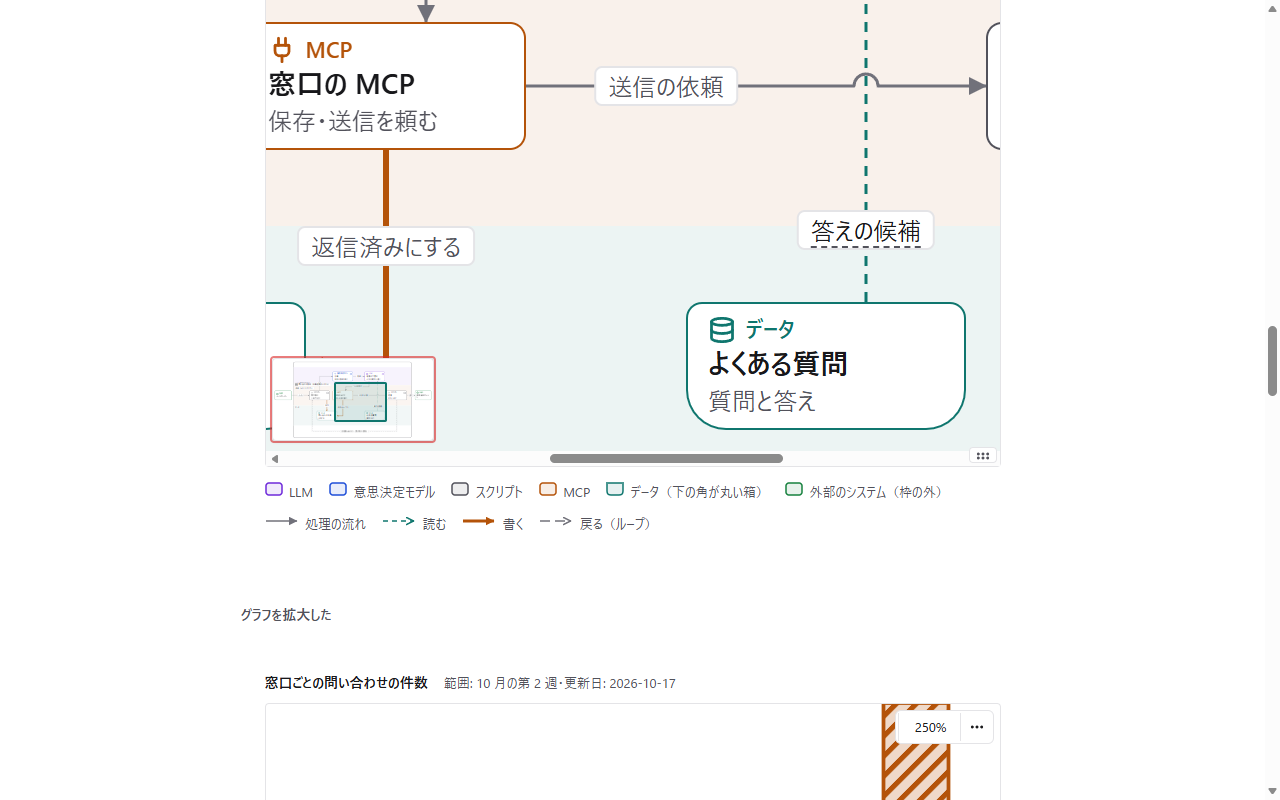 MCP
窓口の MCP
保存・送信を頼む
送信の依頼
返信済みにする
答えの候補
データ
よくある質問
質問と答え
LLM
意思決定モデル
スクリプト
MCP
データ（下の角が丸い箱）
外部のシステム（枠の外）
処理の流れ
読む
書く
戻る（ループ）
グラフを拡大した
窓口ごとの問い合わせの件数
範囲: 10 月の第 2 週・更新日: 2026-10-17
250%